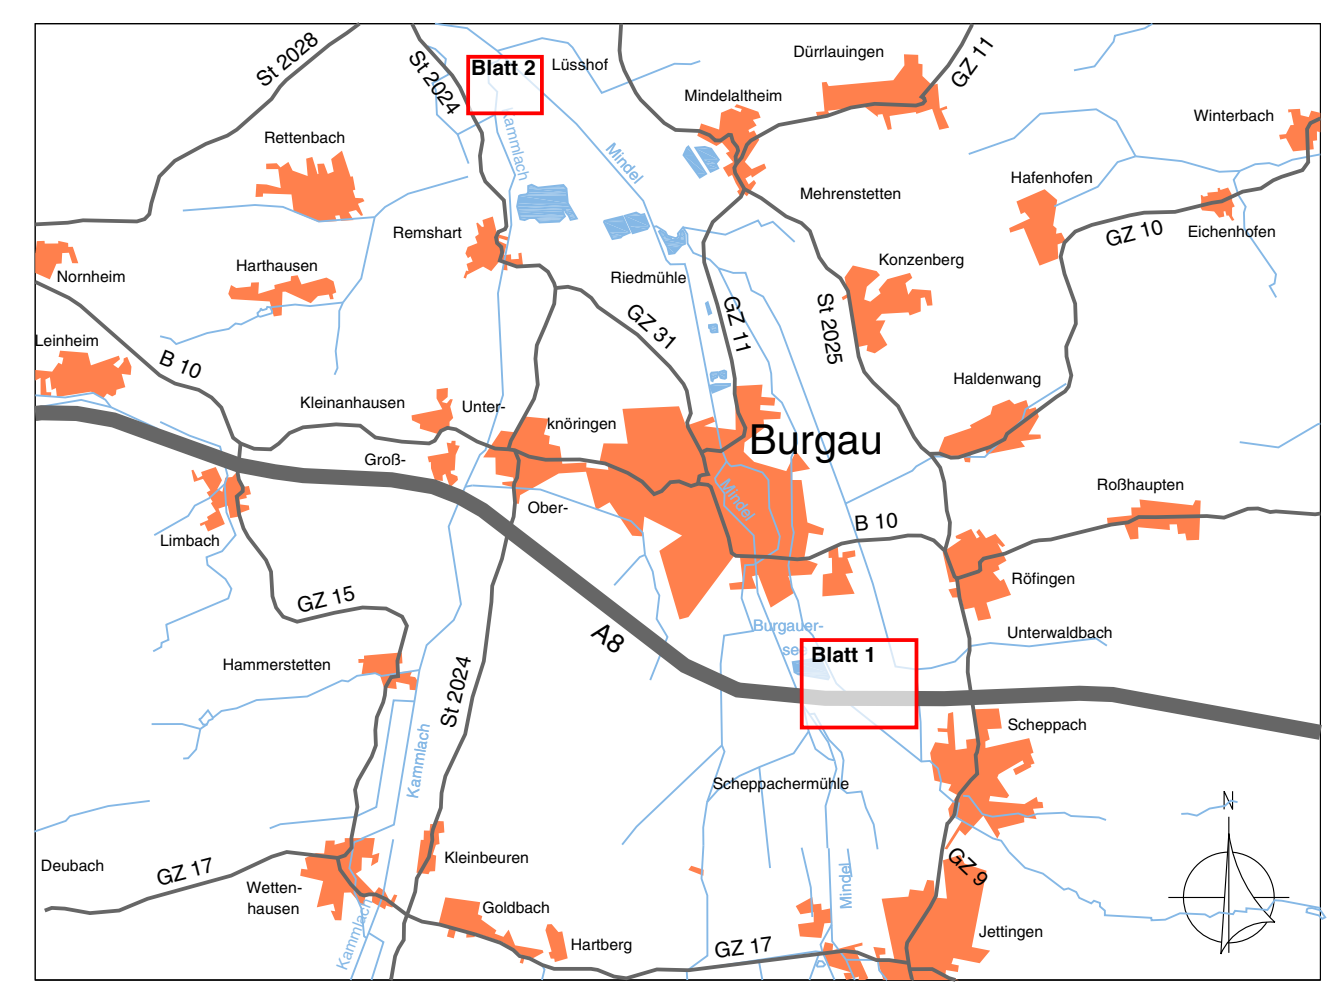 St 2028
St 2024
Blatt 2
Lüsshof
Dürrlauingen
GZ 11
Mindelaltheim
Winterbach
Rettenbach
Kammlach
Mindel
Mehrenstetten
Hafenhofen
Remshart
GZ 10
Eichenhofen
Nornheim
Harthausen
Riedmühle
Konzenberg
GZ 31
GZ 11
St 2025
Leinheim
B 10
Haldenwang
Kleinanhausen
Unter-
knöringen
Burgau
Groß-
Mindel
Roßhaupten
Ober-
B 10
Limbach
Röfingen
GZ 15
Burgauer-
see
A8
Unterwaldbach
Blatt 1
Hammerstetten
St 2024
Kammlach
Scheppach
Scheppachermühle
N
Deubach
GZ 17
Kleinbeuren
GZ 9
Mindel
Wetten-
hausen
Goldbach
Kammlach
Hartberg
GZ 17
Jettingen